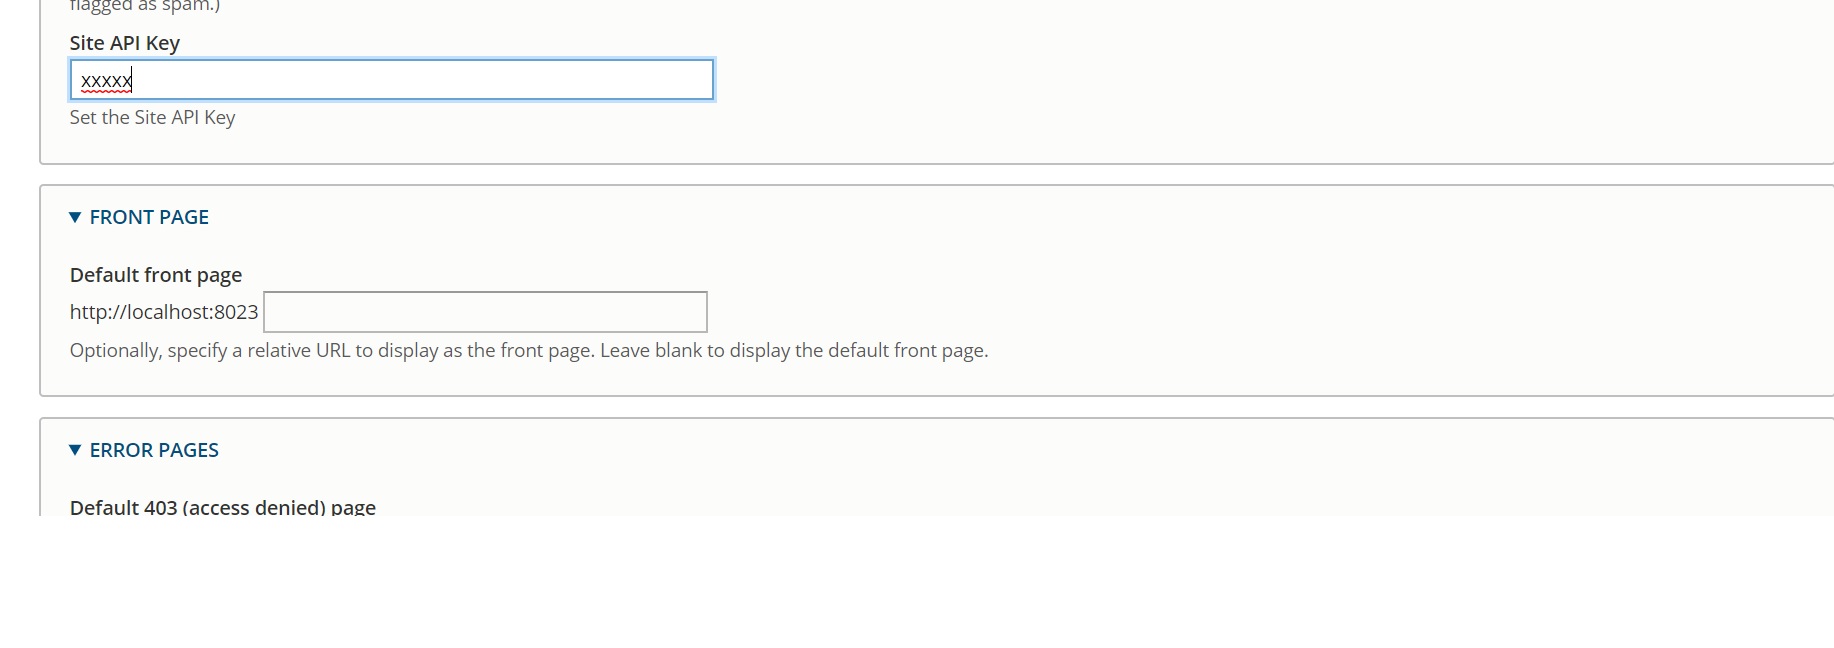 flagged as spam.)
Site API Key
xxxxx
Set the Site API Key
FRONT PAGE
Default front page
http://localhost:8023
Optionally, specify a relative URL to display as the front page. Leave blank to display the default front page.
ERROR PAGES
Default 403 (access denied) page